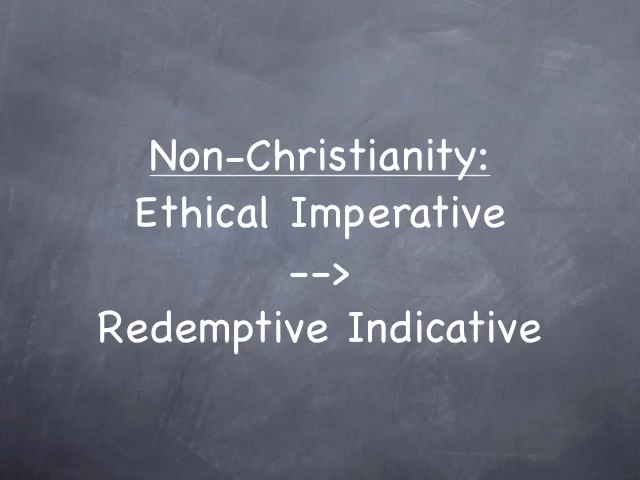 Non-Christianity:
Ethical Imperative
-->
Redemptive Indicative